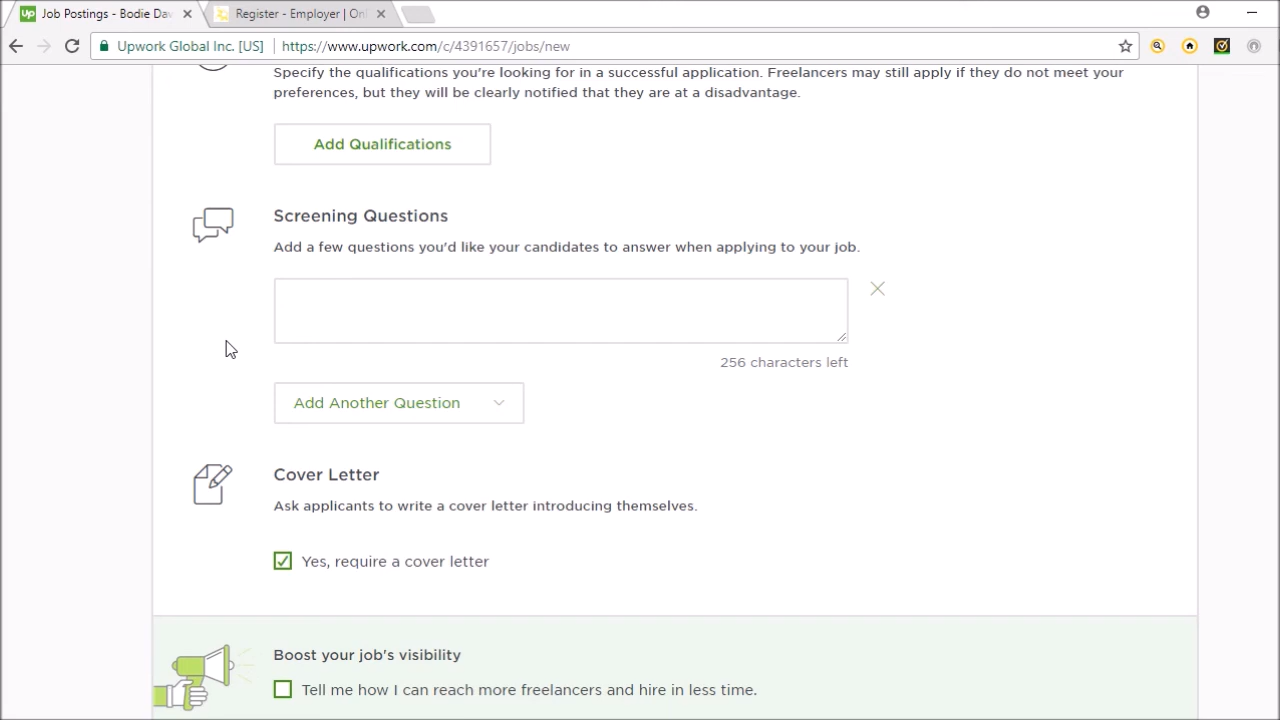 Up Job Postings - Bodie Da
Register - Employer | Onl
Upwork Global Inc. [US] https://www.upwork.com/c/4391657/jobs/new
Specify the qualifications you're looking for in a successful application. Freelancers may still apply if they do not meet your
preferences, but they will be clearly notified that they are at a disadvantage.
Add Qualifications
Screening Questions
Add a few questions you'd like your candidates to answer when applying to your job.
256 characters left
Add Another Question
Cover Letter
Ask applicants to write a cover letter introducing themselves.
Yes, require a cover letter
Boost your job's visibility
Tell me how I can reach more freelancers and hire in less time.